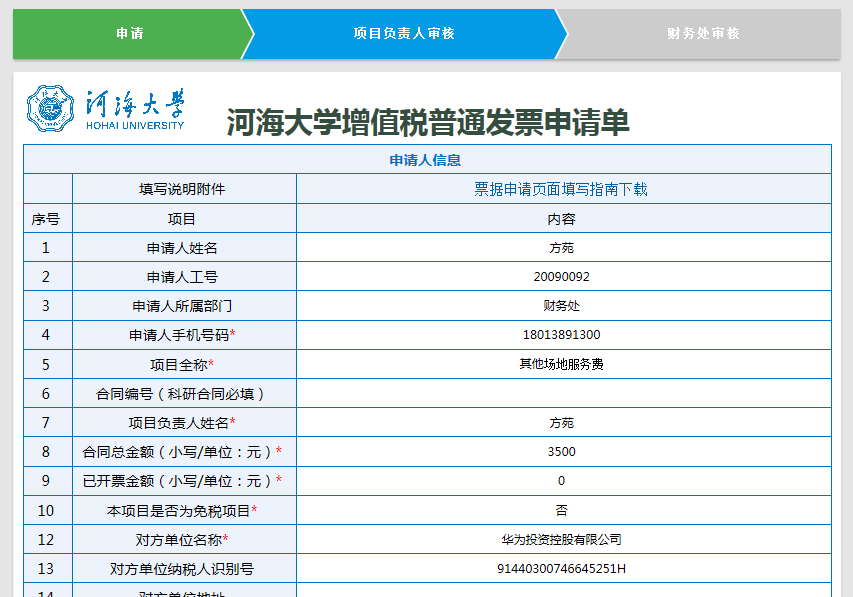 申请 项目负责人审核 财务处审核
河海大学
HOHAI UNIVERSITY
河海大学增值税普通发票申请单
申请人信息
填写说明附件 票据申请页面填写指南下载
序号 项目 内容
1 申请人姓名 方苑
2 申请人工号 20090092
3 申请人所属部门 财务处
4 申请人手机号码* 18013891300
5 项目全称* 其他场地服务费
6 合同编号（科研合同必填）
7 项目负责人姓名* 方苑
8 合同总金额（小写/单位：元）* 3500
9 已开票金额（小写/单位：元）* 0
10 本项目是否为免税项目* 否
12 对方单位名称* 华为投资控股有限公司
13 对方单位纳税人识别号 91440300746645251H
14 对方单位地址